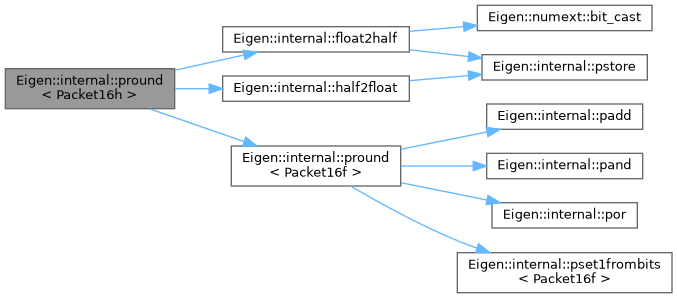 Eigen::internal::pround
< Packet16h >
Eigen::internal::float2half
Eigen::numext::bit_cast
Eigen::internal::pstore
Eigen::internal::half2float
Eigen::internal::pround
< Packet16f >
Eigen::internal::padd
Eigen::internal::pand
Eigen::internal::por
Eigen::internal::pset1frombits
< Packet16f >